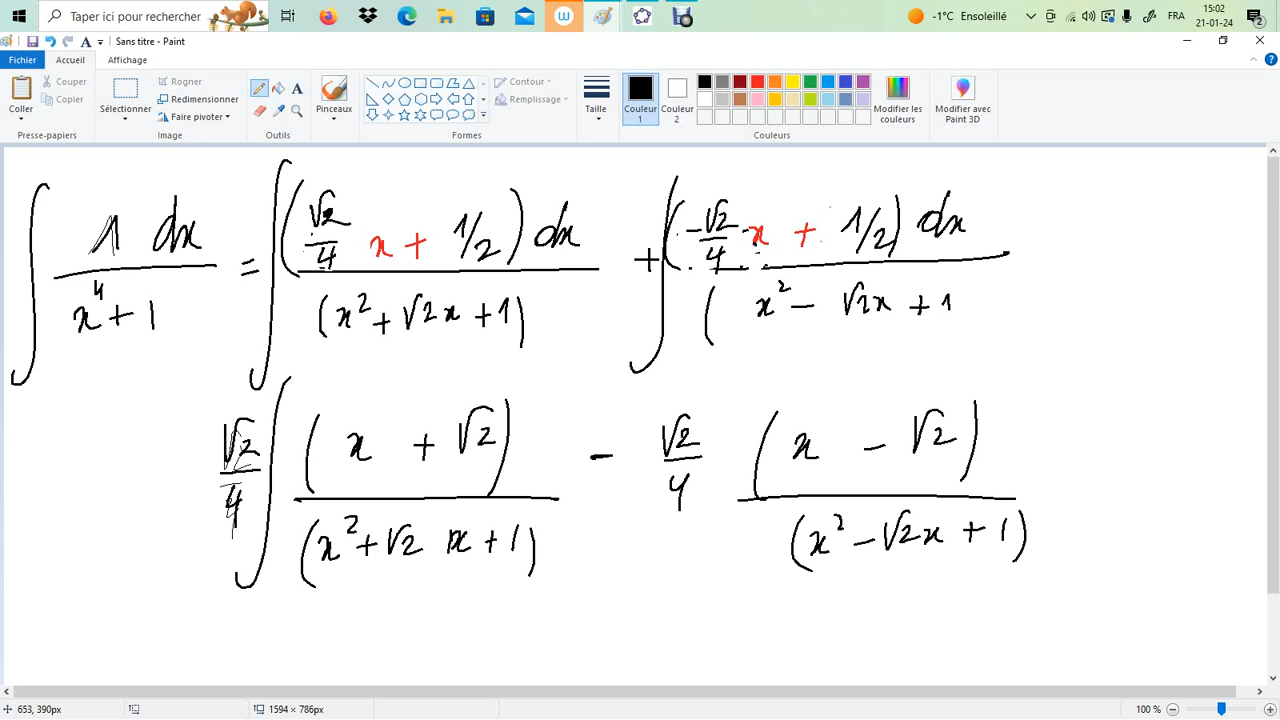 Taper ici pour rechercher
-1°C Ensoleillé
FRA
15:02
21-01-24
2
Sans titre - Paint
Fichier Accueil Affichage
Coller
Couper
Copier
Presse-papiers
Sélectionner
Rogner
Redimensionner
Faire pivoter
Image
A
Outils
Pinceaux
Contour
Remplissage
Formes
Taille
Couleur 1
Couleur 2
Modifier les couleurs
Couleurs
Modifier avec Paint 3D
∫ 1 dx / (x⁴ + 1) = ∫ (√2/4 x + 1/2) dx / (x² + √2x + 1) + ∫ (-√2/4 x + 1/2) dx / (x² - √2x + 1
√2/4 ∫ (x + √2) / (x² + √2 x + 1) - √2/4 (x - √2) / (x² - √2x + 1)
653, 390px
1594 × 786px
100 %